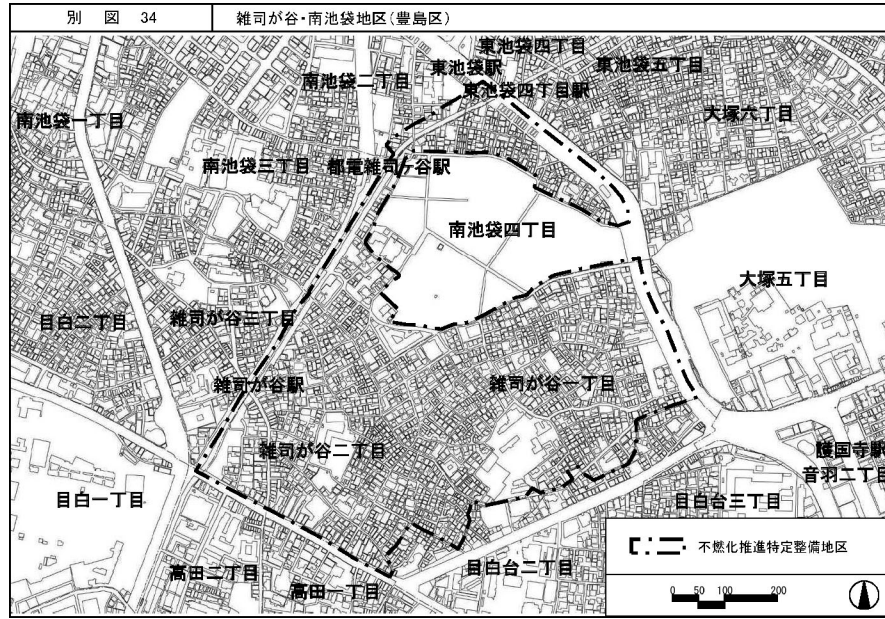 別 図 34
雑司が谷・南池袋地区(豊島区)
東池袋四丁目
東池袋駅
東池袋五丁目
南池袋二丁目
東池袋四丁目駅
大塚六丁目
南池袋一丁目
南池袋三丁目
都電雑司ヶ谷駅
南池袋四丁目
大塚五丁目
目白二丁目
雑司が谷三丁目
雑司が谷駅
雑司が谷一丁目
雑司が谷二丁目
護国寺駅
音羽二丁目
目白一丁目
目白台三丁目
高田二丁目
目白台二丁目
高田一丁目
不燃化推進特定整備地区
0 50 100 200